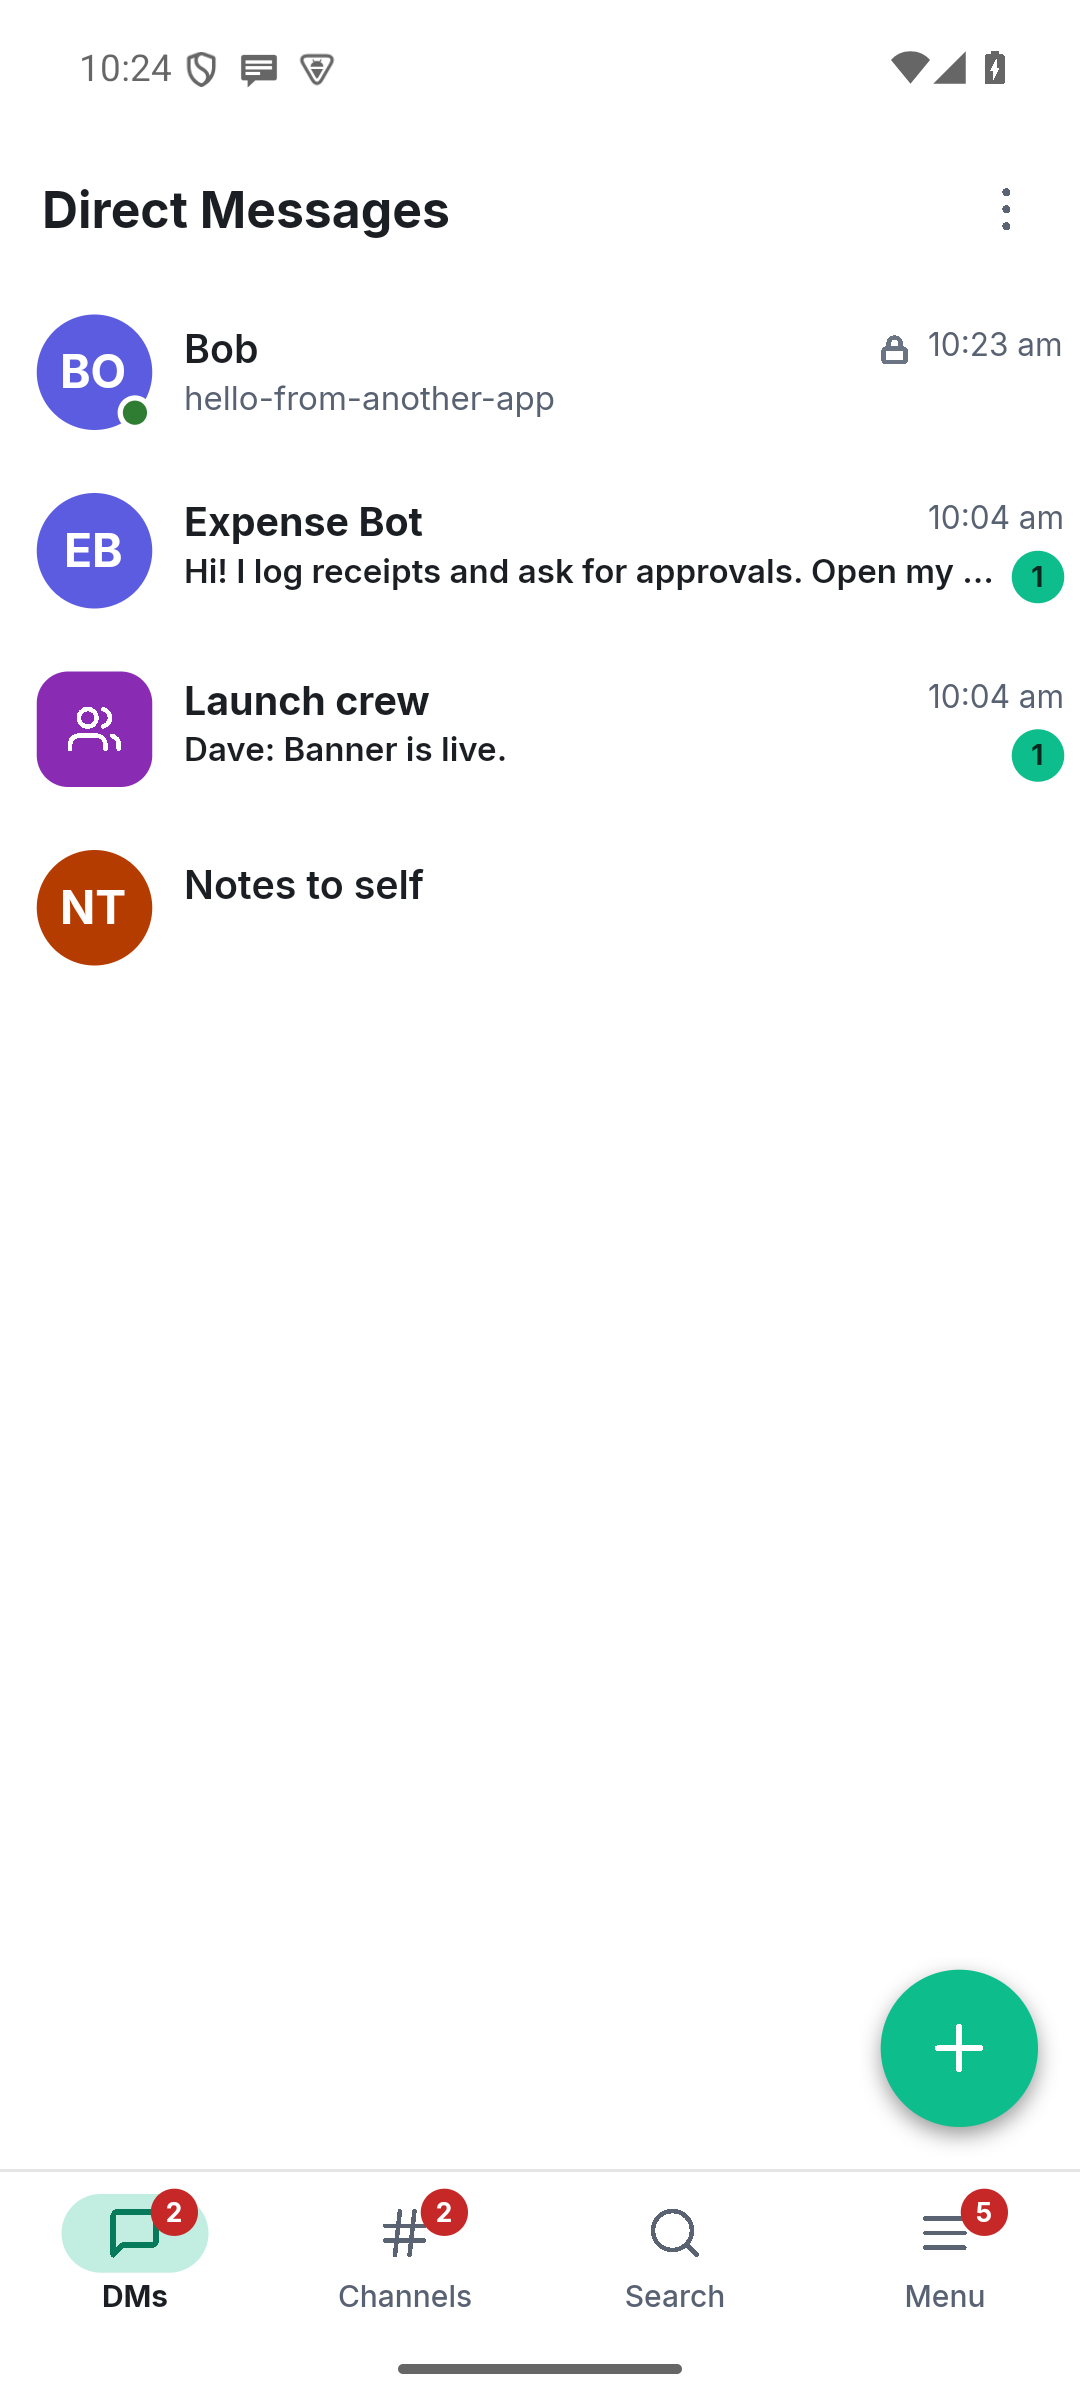 10:24
Direct Messages
BO
Bob
10:23 am
hello-from-another-app
EB
Expense Bot
10:04 am
Hi! I log receipts and ask for approvals. Open my ...
1
Launch crew
10:04 am
Dave: Banner is live.
1
NT
Notes to self
2
2
5
DMs
Channels
Search
Menu